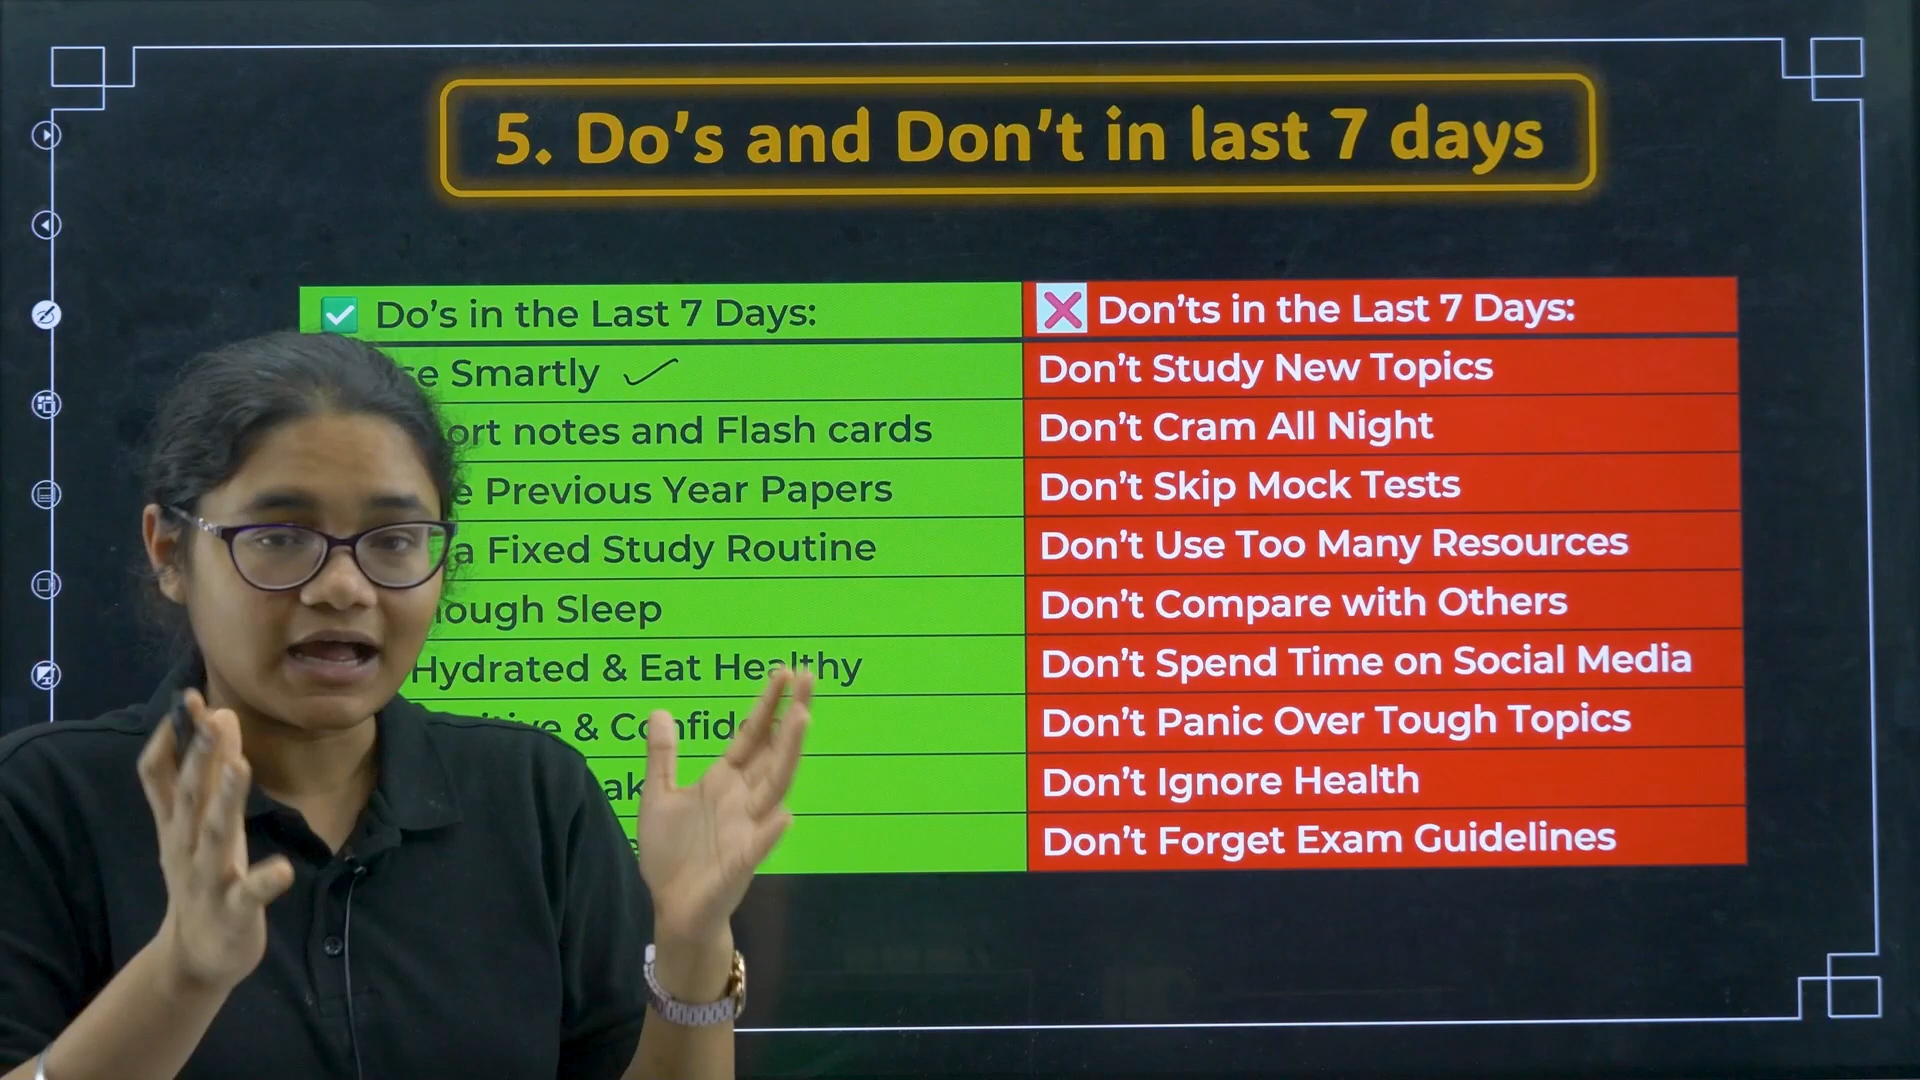 5. Do's and Don't in last 7 days
Do's in the Last 7 Days:
Don'ts in the Last 7 Days:
Smartly
Don't Study New Topics
notes and Flash cards
Don't Cram All Night
Previous Year Papers
Don't Skip Mock Tests
a Fixed Study Routine
Don't Use Too Many Resources
Sleep
Don't Compare with Others
Hydrated & Eat Healthy
Don't Spend Time on Social Media
&
Don't Panic Over Tough Topics
Don't Ignore Health
Don't Forget Exam Guidelines